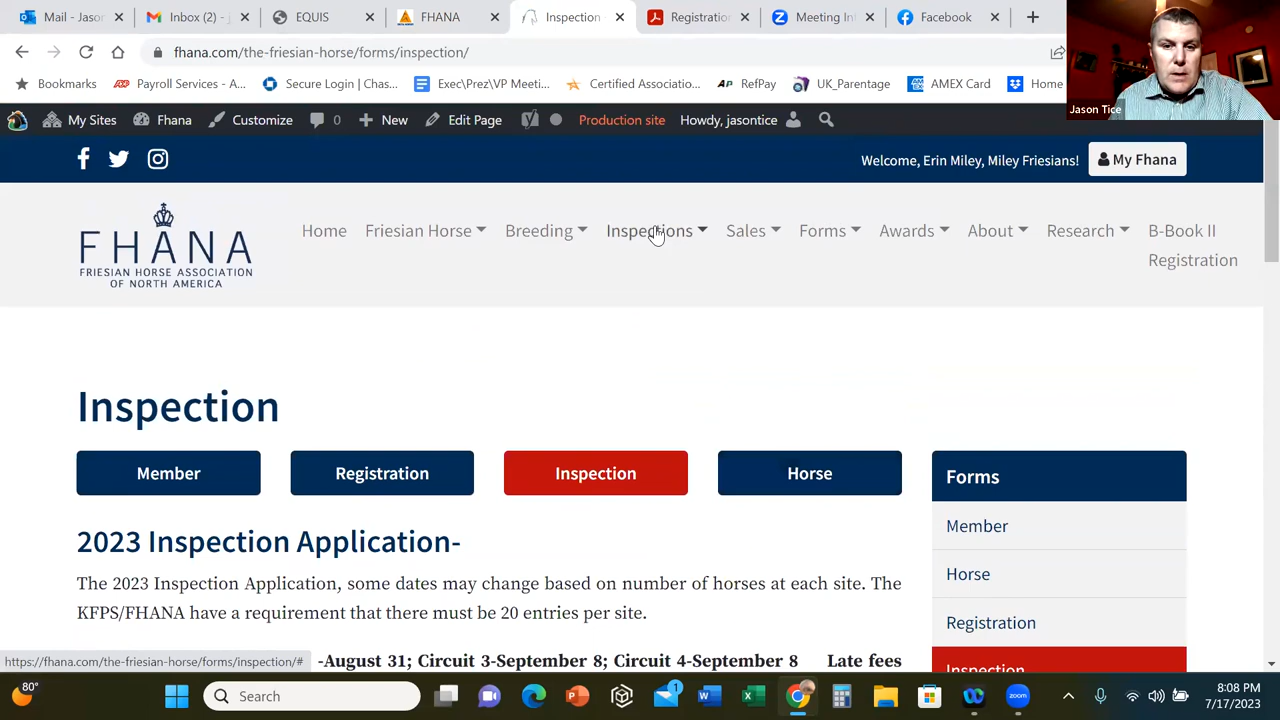 Mail - Jaso
Inbox (2) - j
EQUIS
FHANA
Inspection
Registration
Meeting in
Facebook
fhana.com/the-friesian-horse/forms/inspection/
Bookmarks
Payroll Services - A...
Secure Login | Chas...
Exec\Prez\VP Meeti...
Certified Associatio...
RefPay
UK_Parentage
AMEX Card
Home
Jason Tice
My Sites
Fhana
Customize
0
New
Edit Page
Production site
Howdy, jasontice
Welcome, Erin Miley, Miley Friesians!
My Fhana
FHANA
FRIESIAN HORSE ASSOCIATION
OF NORTH AMERICA
Home
Friesian Horse
Breeding
Inspections
Sales
Forms
Awards
About
Research
B-Book II
Registration
Inspection
Member
Registration
Inspection
Horse
Forms
Member
Horse
Registration
Inspection
2023 Inspection Application-
The 2023 Inspection Application, some dates may change based on number of horses at each site. The
KFPS/FHANA have a requirement that there must be 20 entries per site.
-August 31; Circuit 3-September 8; Circuit 4-September 8 Late fees
https://fhana.com/the-friesian-horse/forms/inspection/#
80°
Search
1
zoom
8:08 PM
7/17/2023